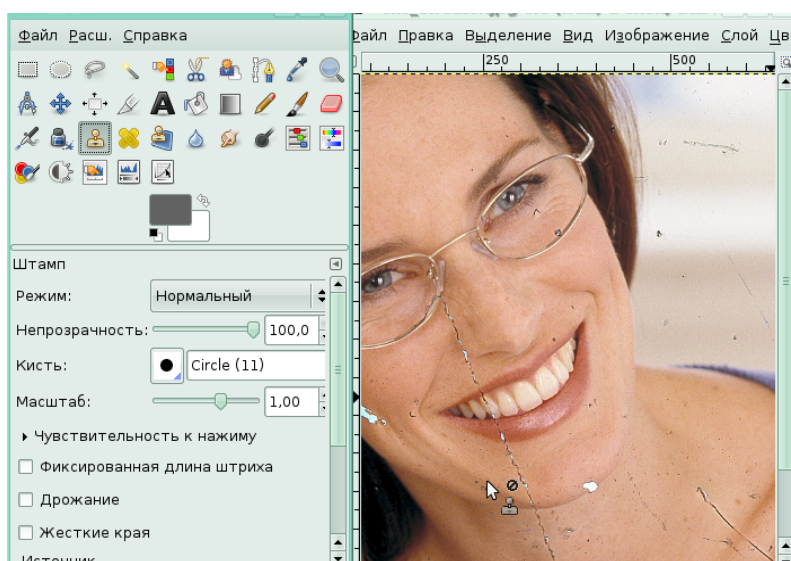 Файл Расш. Справка
Файл Правка Выделение Вид Изображение Слой Цв
250
500
Штамп
Режим: Нормальный
Непрозрачность: 100,0
Кисть: Circle (11)
Масштаб: 1,00
Чувствительность к нажиму
Фиксированная длина штриха
Дрожание
Жесткие края
Источник